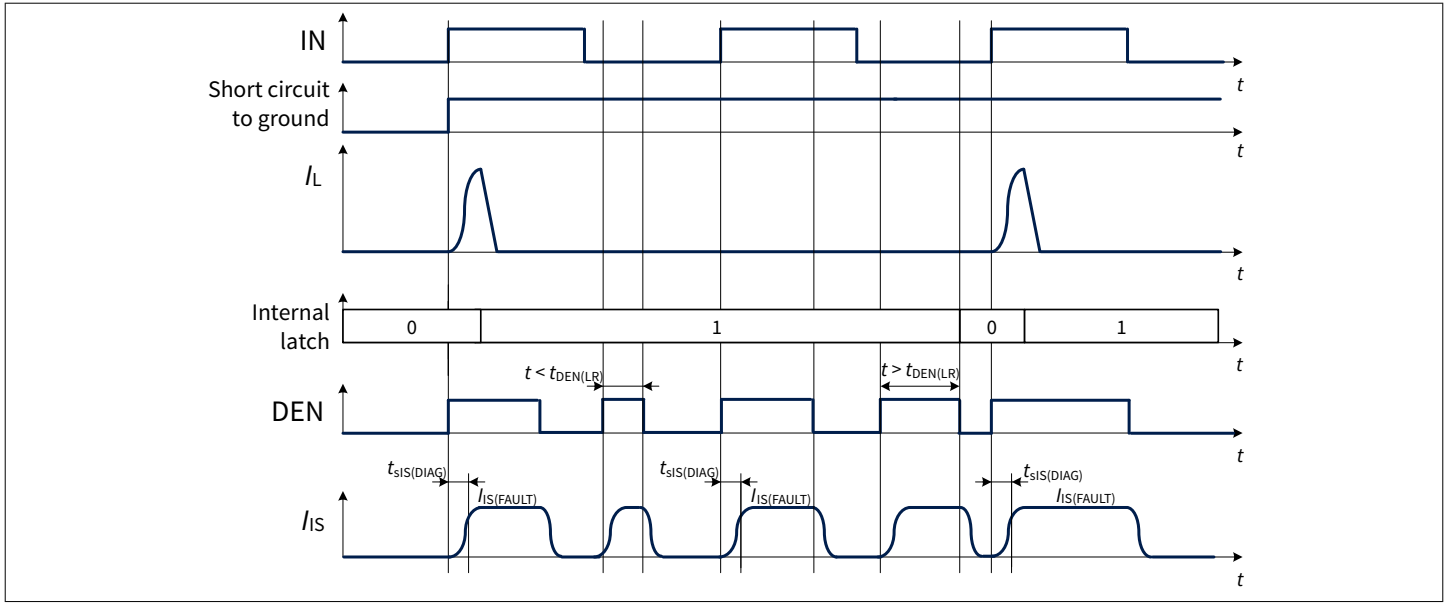 IN
t
Short circuit
to ground
t
IL
t
Internal
latch
0
1
0
1
t
t < tDEN(LR)
t > tDEN(LR)
DEN
t
tsIS(DIAG)
tsIS(DIAG)
tsIS(DIAG)
IIS(FAULT)
IIS(FAULT)
IIS(FAULT)
IIS
t